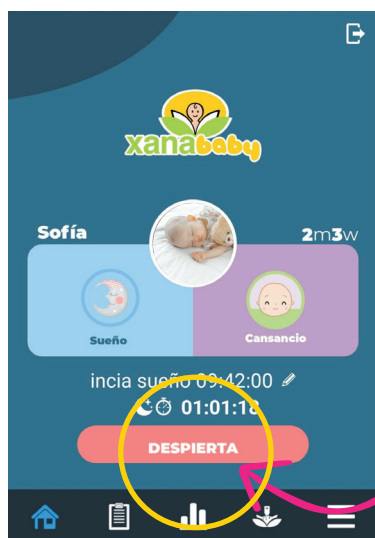 xanababy
Sofía
2m3w
Sueño
Cansancio
incia sueño 09:42:00
01:01:18
DESPIERTA